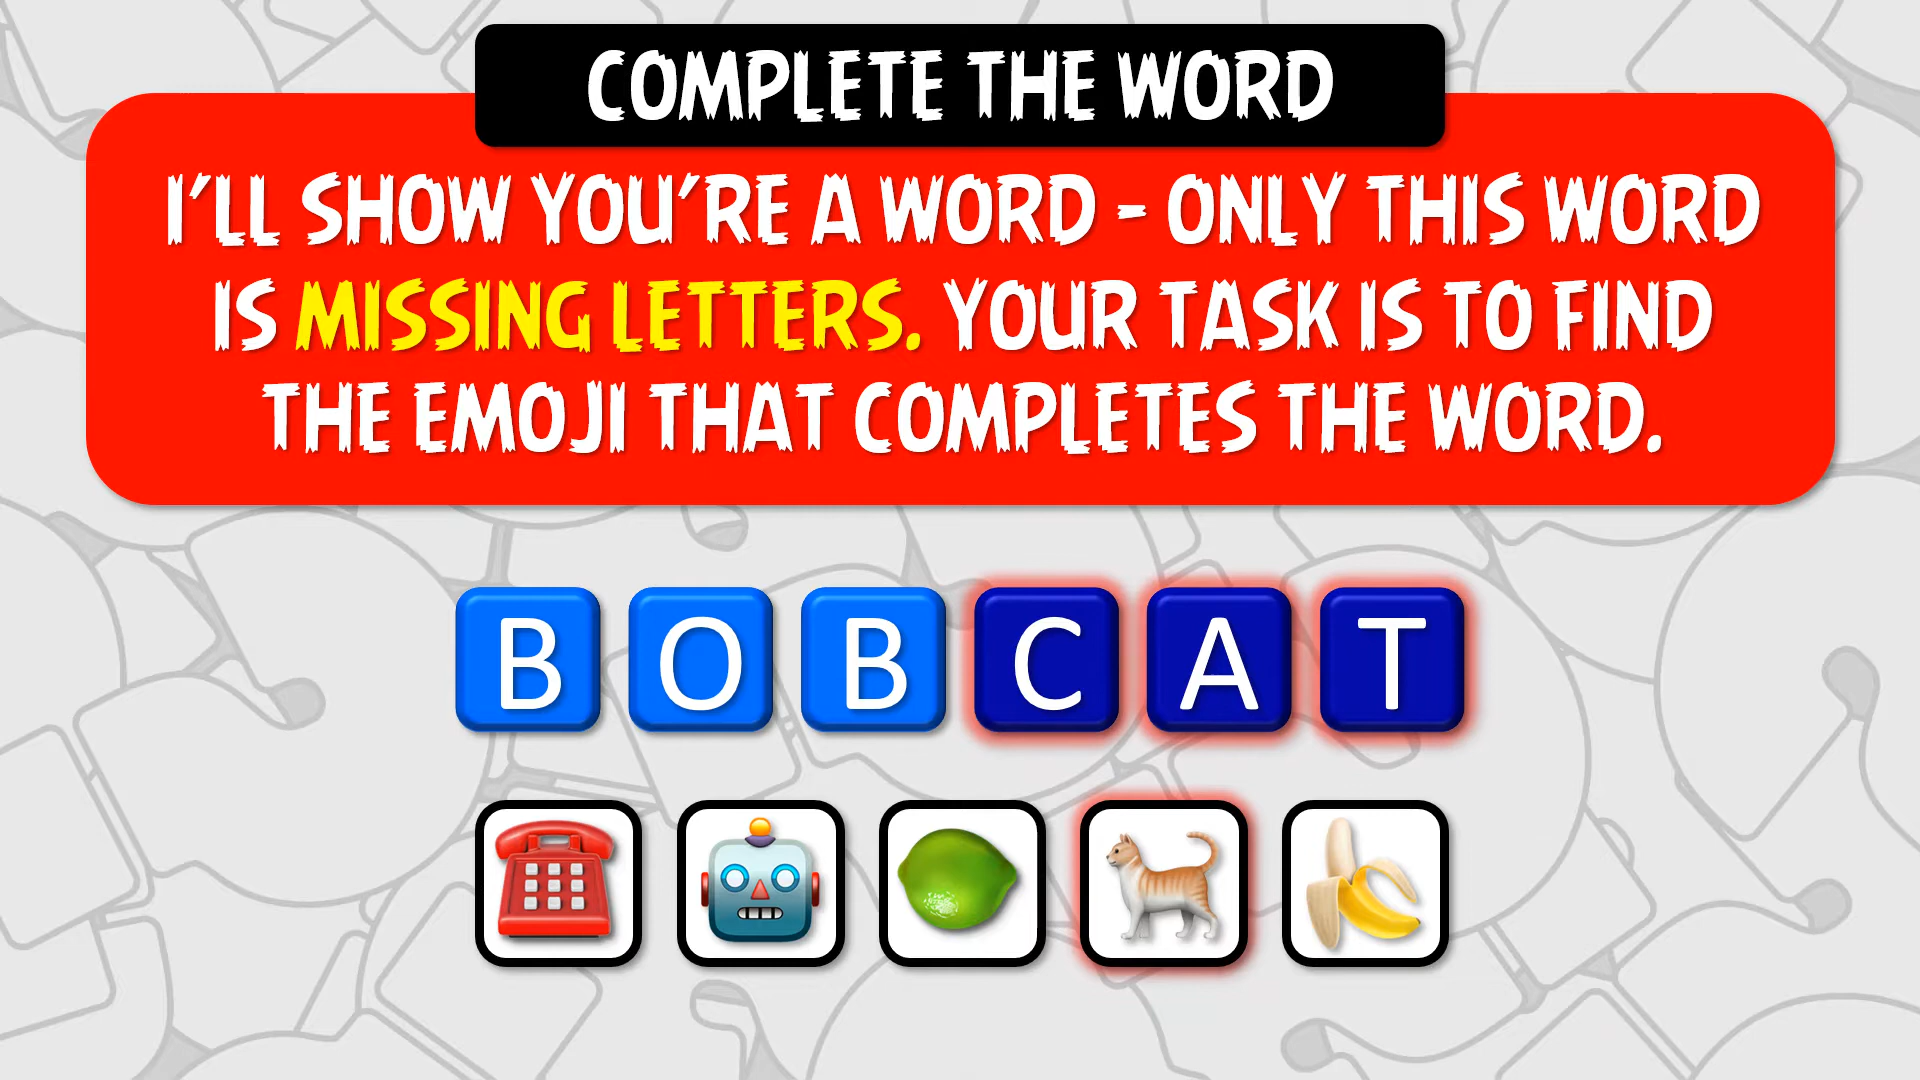 COMPLETE THE WORD
I'LL SHOW YOU'RE A WORD - ONLY THIS WORD
IS MISSING LETTERS. YOUR TASK IS TO FIND
THE EMOJI THAT COMPLETES THE WORD.
B O B C A T